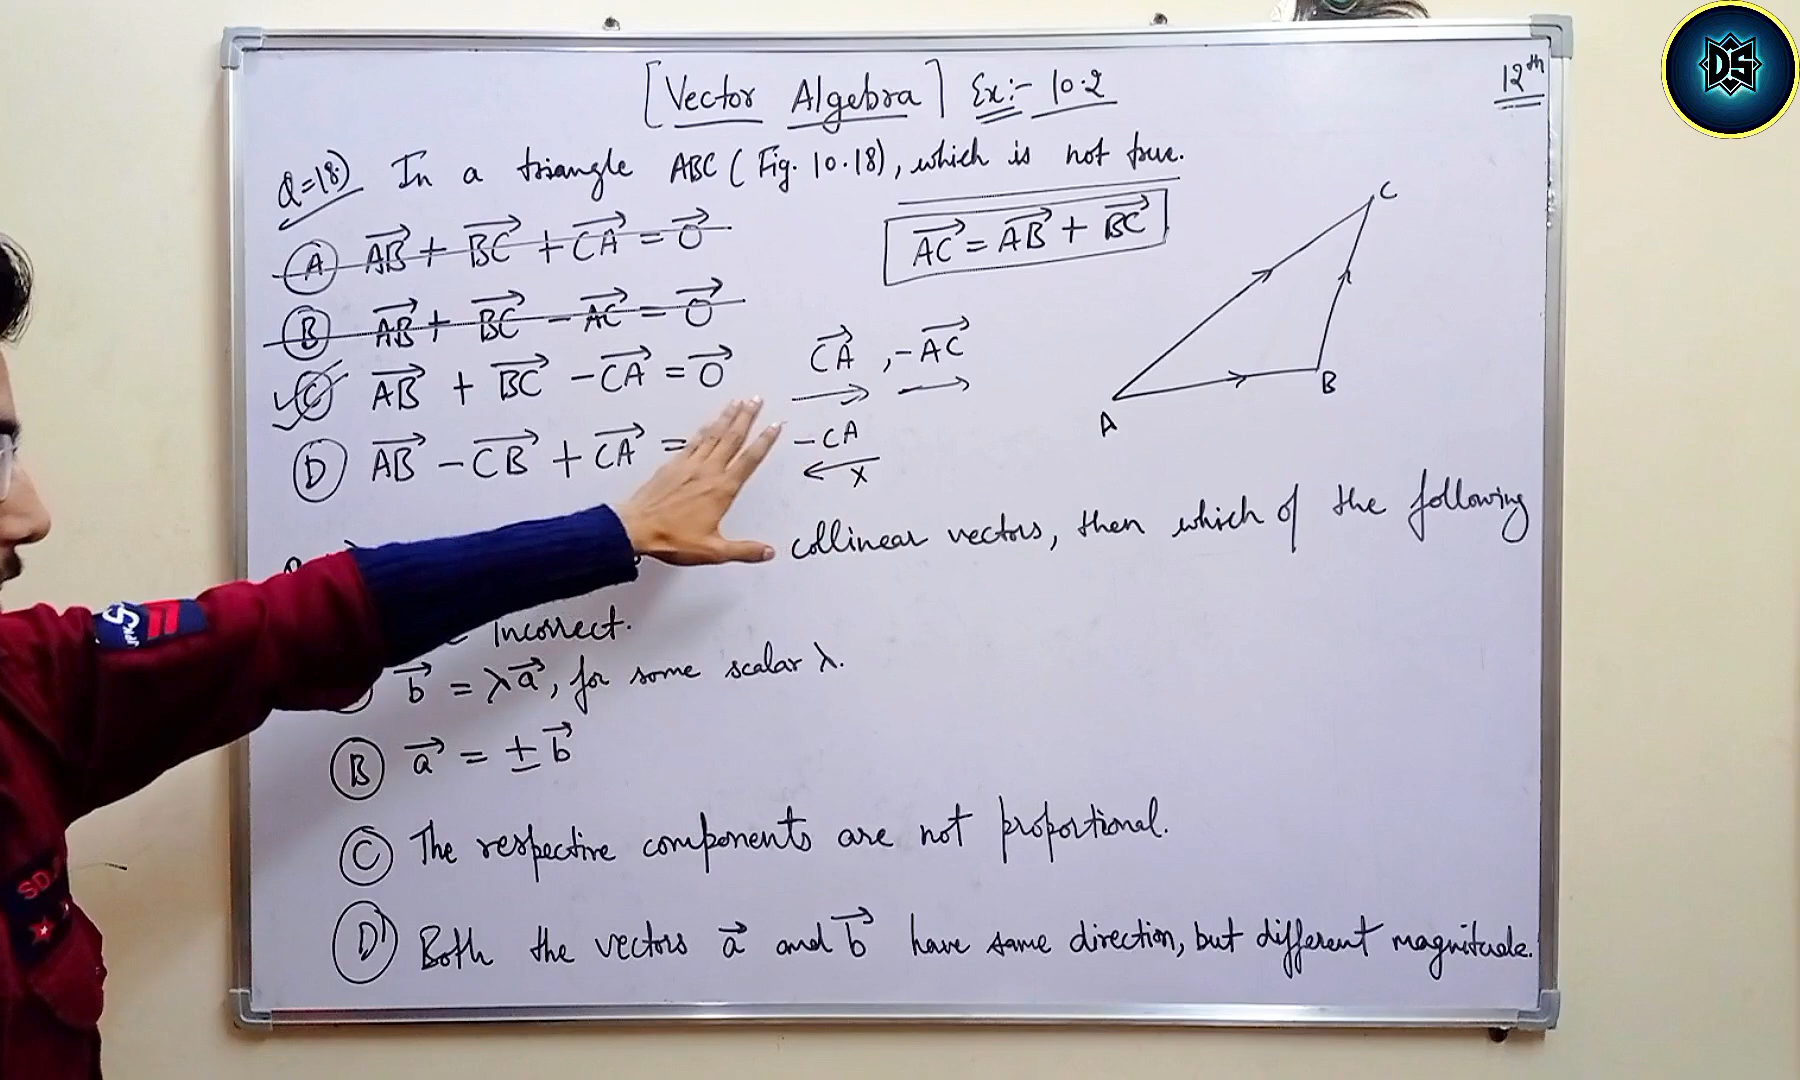 [Vector Algebra] Ex:- 10.2
12th
Q=18) In a triangle ABC (Fig. 10.18), which is not true.
(A) AB + BC + CA = 0
AC = AB + BC
(B) AB + BC - AC = 0
(C) AB + BC - CA = 0
CA, -AC
(D) AB - CB + CA =
-CA
x
C
B
A
collinear vectors, then which of the following
Incorrect.
b = λa, for some scalar λ.
(B) a = ± b
(C) The respective components are not proportional.
(D) Both the vectors a and b have same direction, but different magnitude.
DS
SD